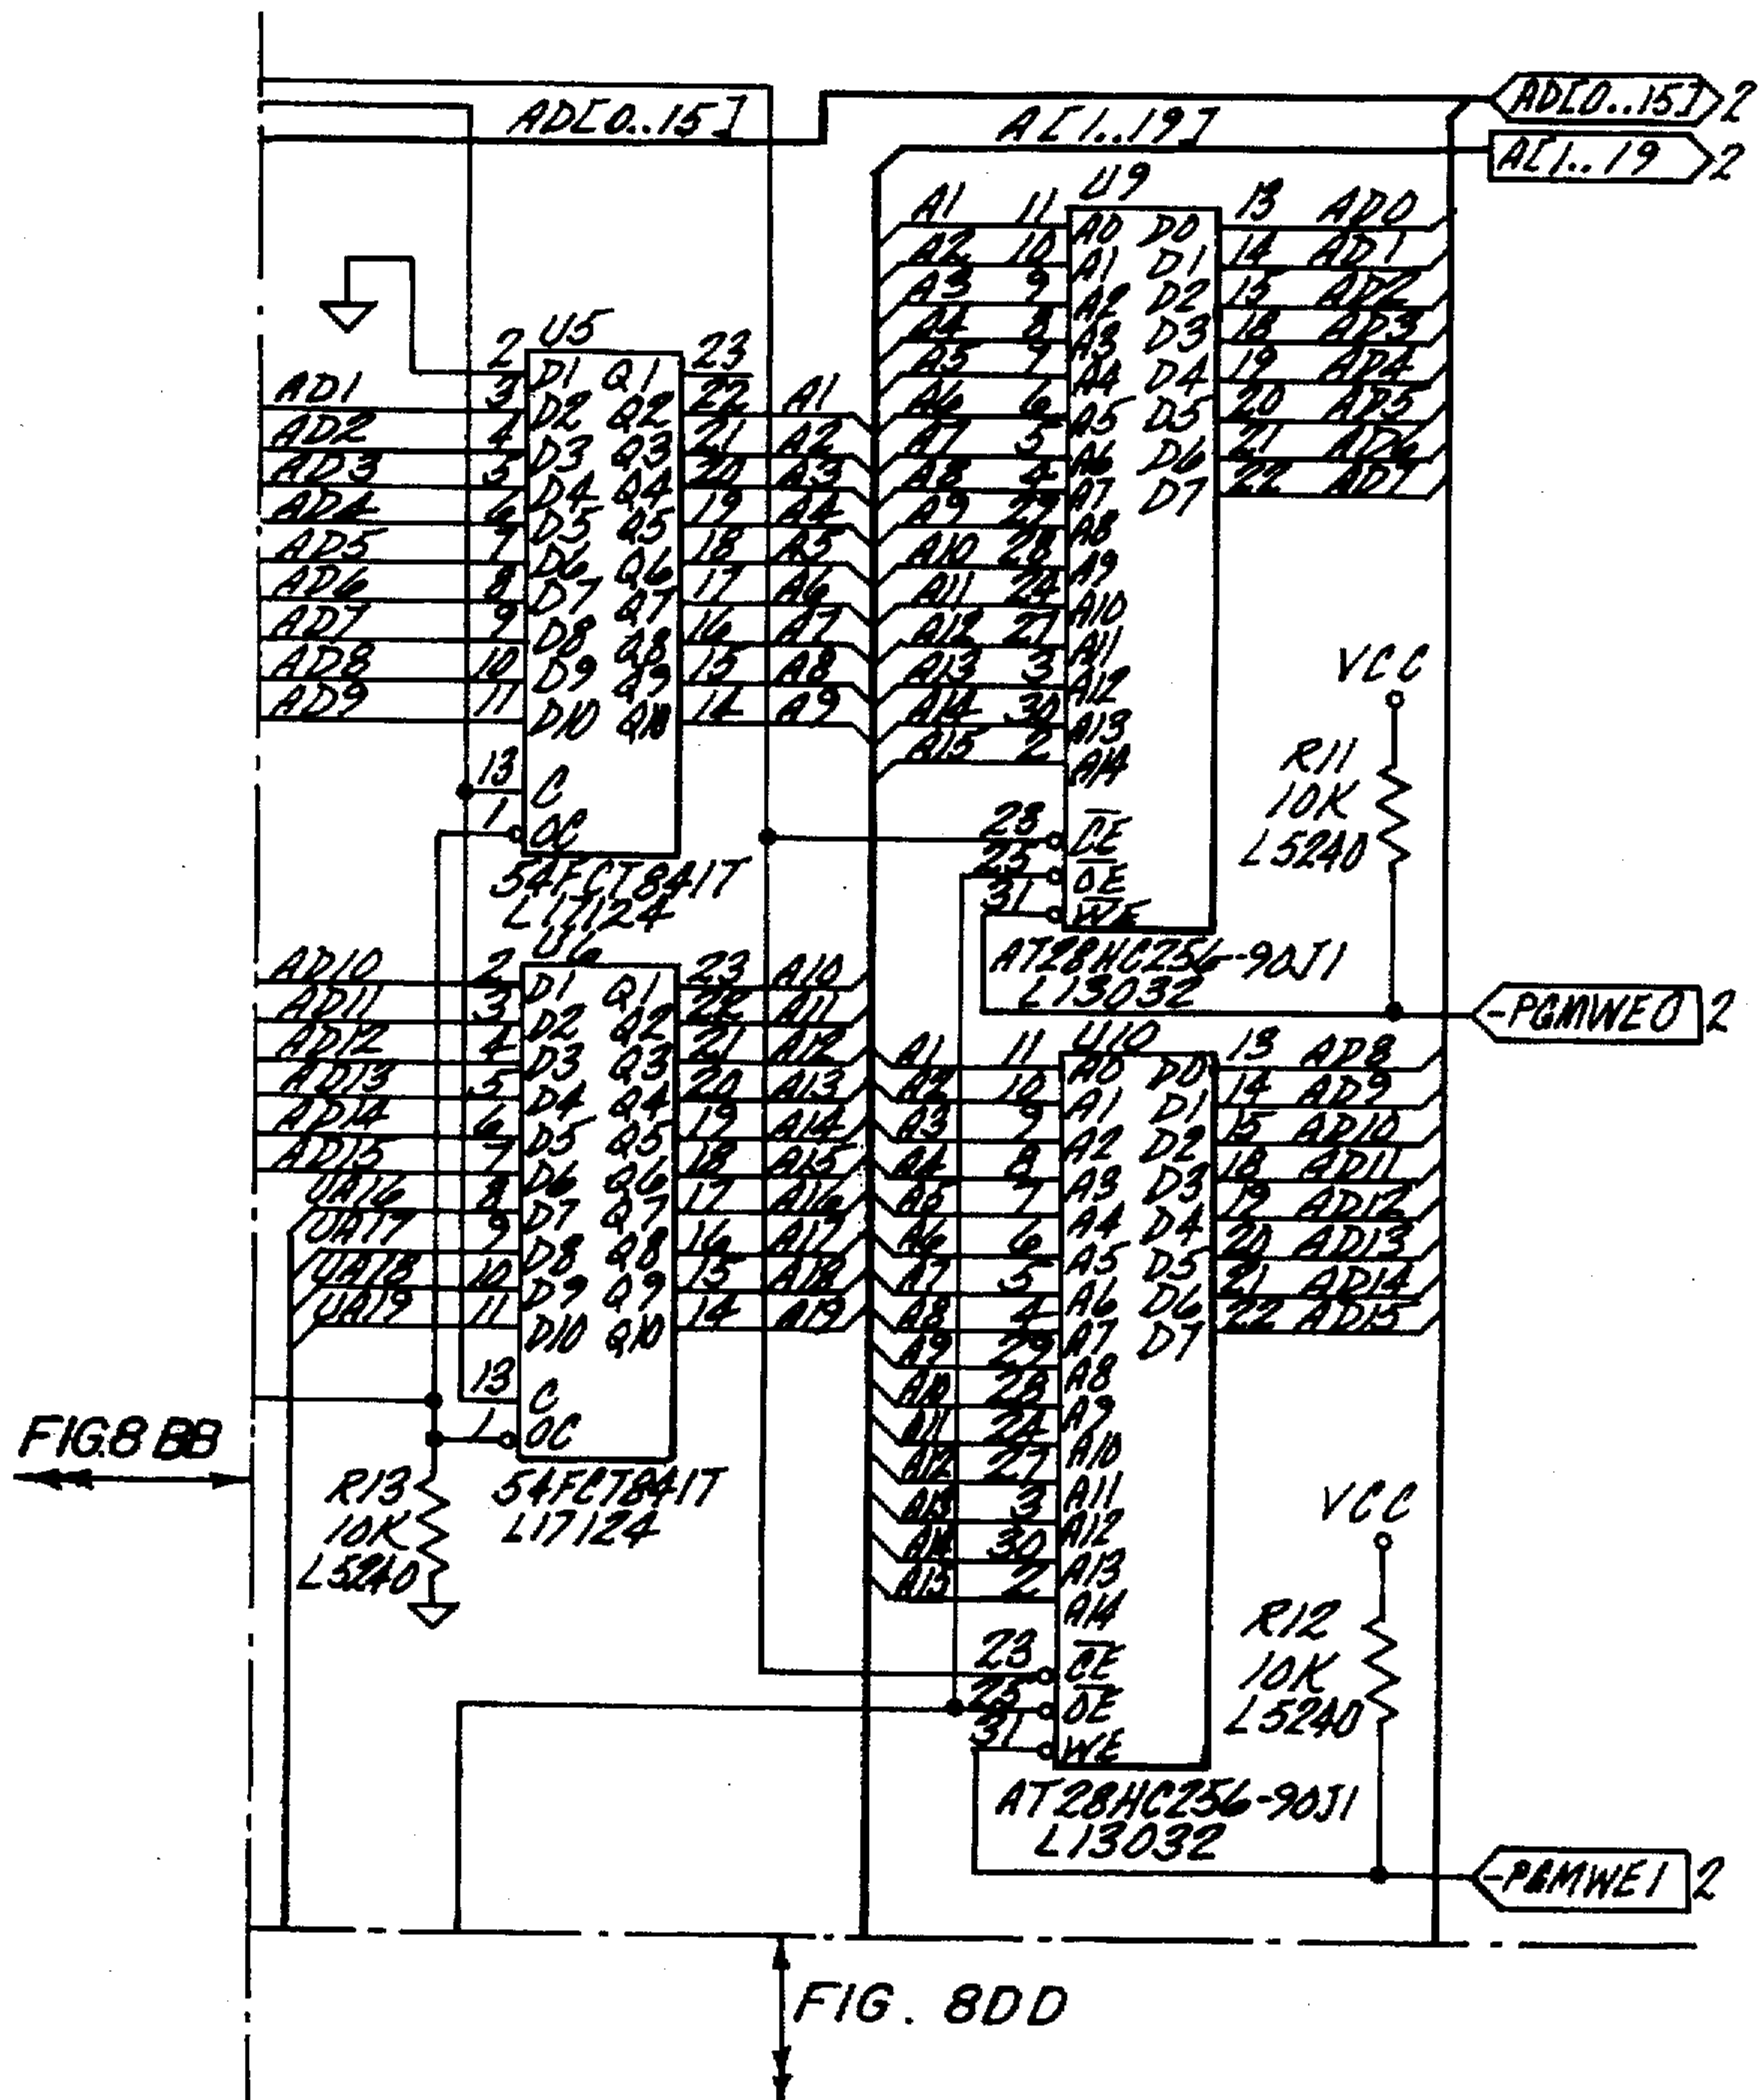 AD[0..15]
A[1..19]
AD[0..15] 2
A[1..19 2
U5
2 D1 Q1 23
AD1 3 D2 Q2 22 A1
AD2 4 D3 Q3 21 A2
AD3 5 D4 Q4 20 A3
AD4 6 D5 Q5 19 A4
AD5 7 D6 Q6 18 A5
AD6 8 D7 Q7 17 A6
AD7 9 D8 Q8 16 A7
AD8 10 D9 Q9 15 A8
AD9 11 D10 Q10 14 A9
13 C
1 OC
54FCT841T
L17124
U6
AD10 2 D1 Q1 23 A10
AD11 3 D2 Q2 22 A11
AD12 4 D3 Q3 21 A12
AD13 5 D4 Q4 20 A13
AD14 6 D5 Q5 19 A14
AD15 7 D6 Q6 18 A15
UA16 8 D7 Q7 17 A16
UA17 9 D8 Q8 16 A17
UA18 10 D9 Q9 15 A18
UA19 11 D10 Q10 14 A19
13 C
1 OC
54FCT841T
L17124
R13
10K
L5240
FIG.8 BB
U9
A1 11 A0 D0 13 AD0
A2 10 A1 D1 14 AD1
A3 9 A2 D2 15 AD2
A4 8 A3 D3 18 AD3
A5 7 A4 D4 19 AD4
A6 6 A5 D5 20 AD5
A7 5 A6 D6 21 AD6
A8 4 A7 D7 22 AD7
A9 29 A8
A10 28 A9
A11 24 A10
A12 27 A11
A13 3 A12
A14 30 A13
A15 2 A14
23 CE
25 OE
31 WE
AT28HC256-90J1
L13032
VCC
R11
10K
L5240
-PGMWE0 2
U10
A1 11 A0 D0 13 AD8
A2 10 A1 D1 14 AD9
A3 9 A2 D2 15 AD10
A4 8 A3 D3 18 AD11
A5 7 A4 D4 19 AD12
A6 6 A5 D5 20 AD13
A7 5 A6 D6 21 AD14
A8 4 A7 D7 22 AD15
A9 29 A8
A10 28 A9
A11 24 A10
A12 27 A11
A13 3 A12
A14 30 A13
A15 2 A14
23 CE
25 OE
31 WE
AT28HC256-90J1
L13032
VCC
R12
10K
L5240
-PGMWE1 2
FIG. 8DD